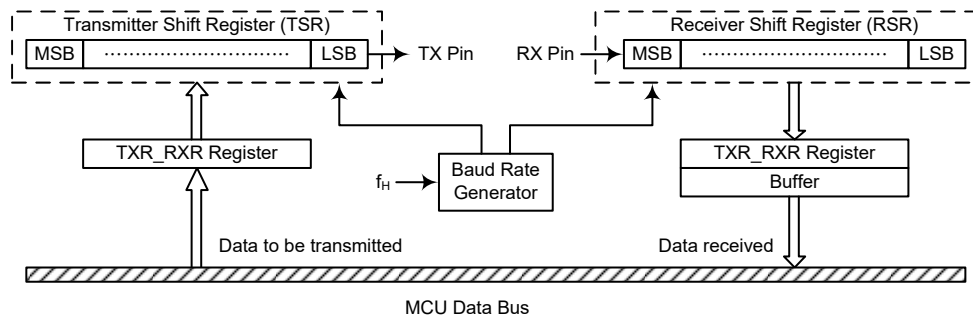 Transmitter Shift Register (TSR)
MSB ………………………… LSB
TX Pin
RX Pin
Receiver Shift Register (RSR)
MSB ………………………… LSB
TXR_RXR Register
fH
Baud Rate
Generator
TXR_RXR Register
Buffer
Data to be transmitted
Data received
MCU Data Bus